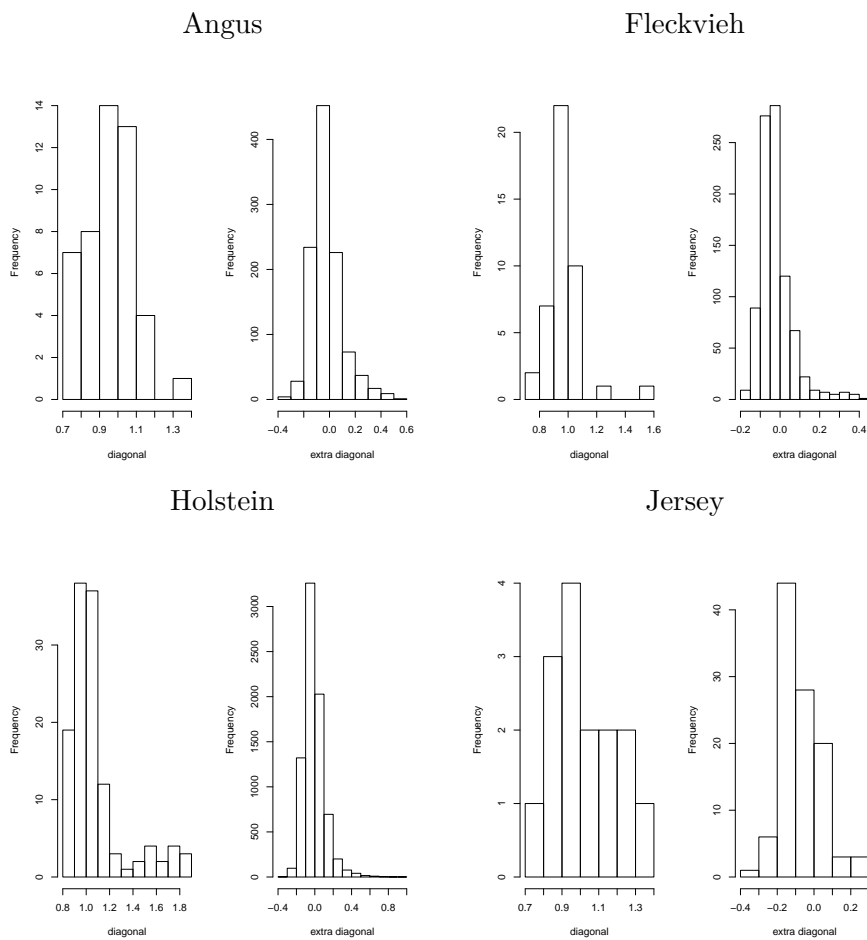 Angus
Fleckvieh
Frequency
0 2 4 6 8 10 12 14
0.7 0.9 1.1 1.3
diagonal
Frequency
0 100 200 300 400
−0.4 0.0 0.2 0.6
extra diagonal
Frequency
0 5 10 15 20
0.8 1.0 1.2 1.4 1.6
diagonal
Frequency
0 50 100 150 200 250
−0.2 0.0 0.2 0.4
extra diagonal
Holstein
Jersey
Frequency
0 10 20 30
0.8 1.0 1.2 1.4 1.6 1.8
diagonal
Frequency
0 500 1000 1500 2000 2500 3000
−0.4 0.0 0.4 0.8
extra diagonal
Frequency
0 1 2 3 4
0.7 0.9 1.1 1.3
diagonal
Frequency
0 10 20 30 40
−0.4 −0.2 0.0 0.2
extra diagonal